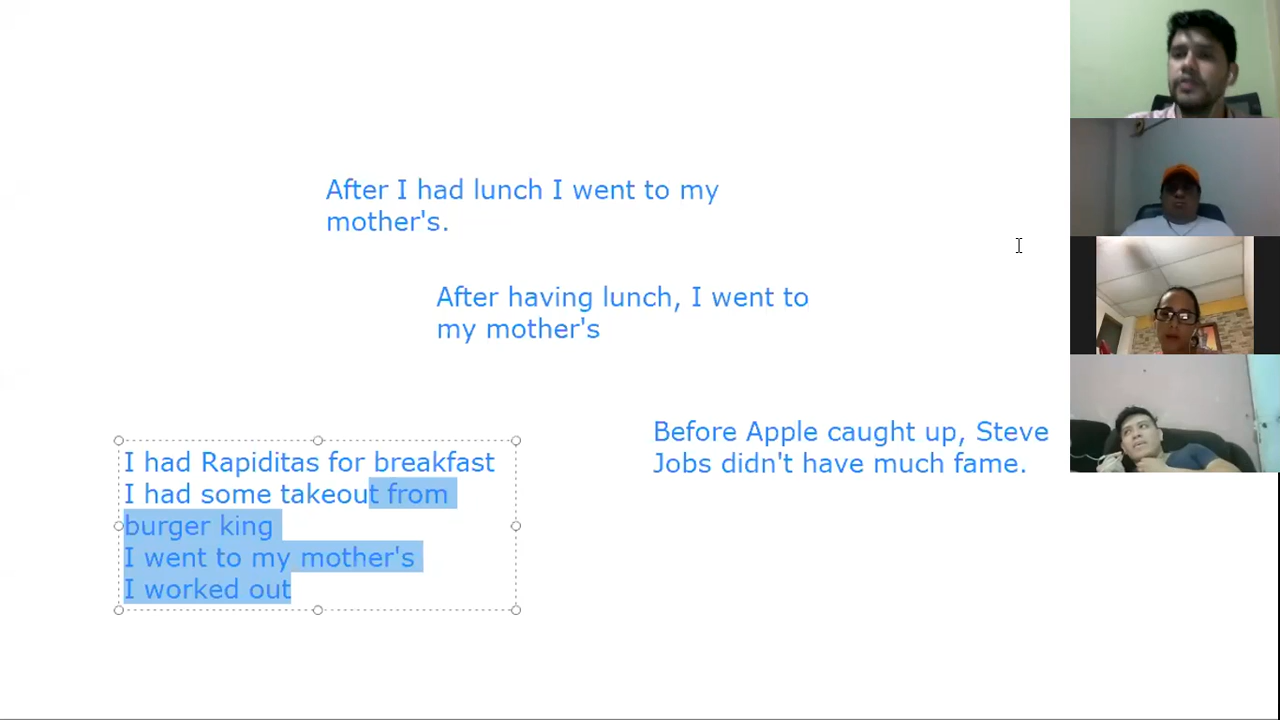 After I had lunch I went to my
mother's.
After having lunch, I went to
my mother's
Before Apple caught up, Steve
Jobs didn't have much fame.
I had Rapiditas for breakfast
I had some takeout from
burger king
I went to my mother's
I worked out